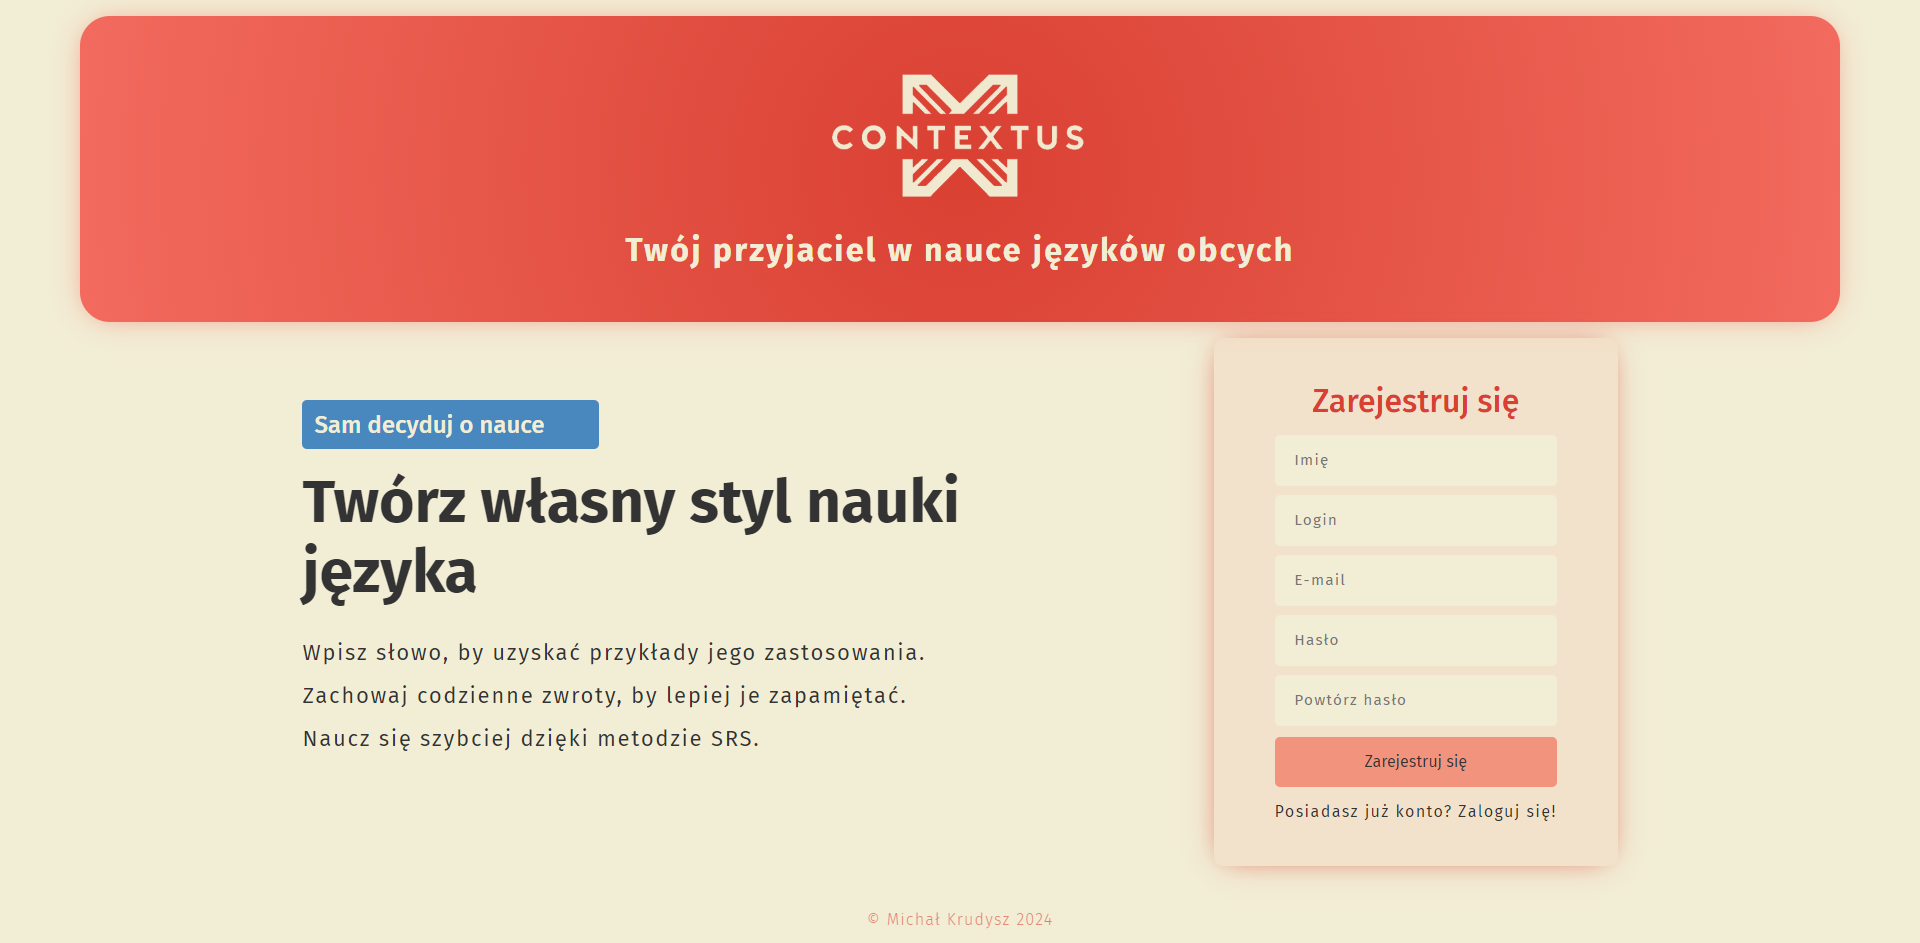 CONTEXTUS
Twój przyjaciel w nauce języków obcych
Sam decyduj o nauce
Twórz własny styl nauki
języka
Wpisz słowo, by uzyskać przykłady jego zastosowania.
Zachowaj codzienne zwroty, by lepiej je zapamiętać.
Naucz się szybciej dzięki metodzie SRS.
Zarejestruj się
Imię
Login
E-mail
Hasło
Powtórz hasło
Zarejestruj się
Posiadasz już konto? Zaloguj się!
© Michał Krudysz 2024